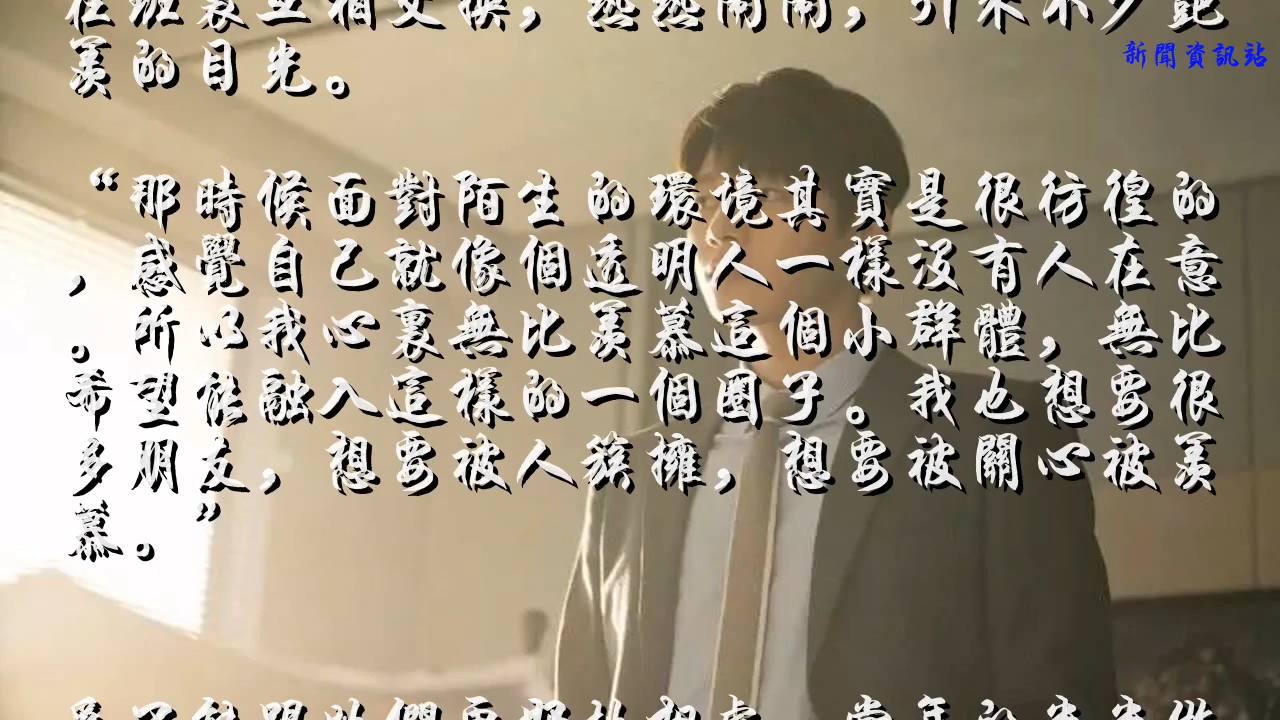 在班裏互相交換，熱熱鬧鬧，引來不少艷
羨的目光。
新聞資訊站
“那時候面對陌生的環境其實是很彷徨的
，感覺自己就像個透明人一樣沒有人在意
。所以我心裏無比羨慕這個小群體，無比
希望能融入這樣的一個圈子。我也想要很
多朋友，想要被人簇擁，想要被關心被羨
慕。”